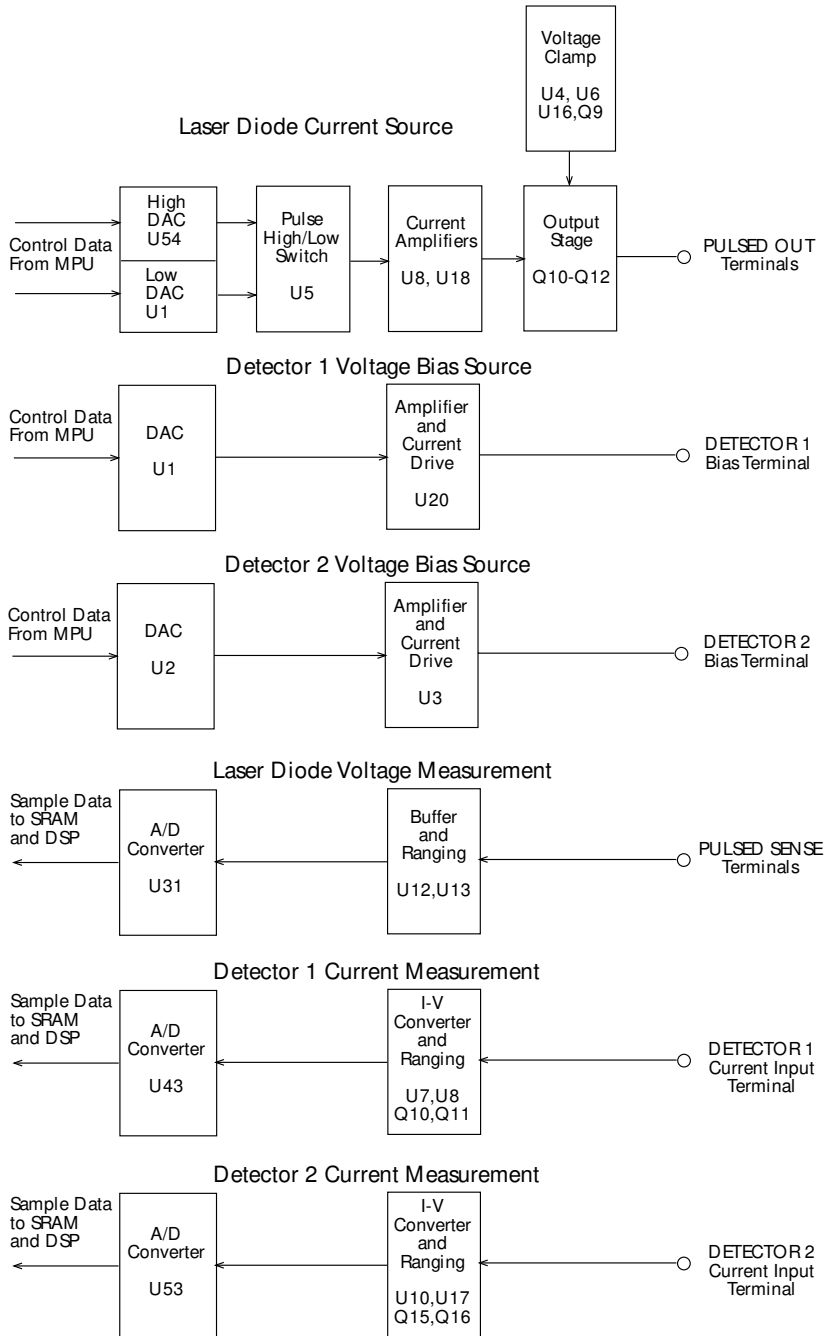 Voltage
Clamp
U4, U6
U16,Q9
Laser Diode Current Source
Control Data
From MPU
High
DAC
U54
Low
DAC
U1
Pulse
High/Low
Switch
U5
Current
Amplifiers
U8, U18
Output
Stage
Q10-Q12
PULSED OUT
Terminals
Detector 1 Voltage Bias Source
Control Data
From MPU
DAC
U1
Amplifier
and
Current
Drive
U20
DETECTOR 1
Bias Terminal
Detector 2 Voltage Bias Source
Control Data
From MPU
DAC
U2
Amplifier
and
Current
Drive
U3
DETECTOR 2
Bias Terminal
Laser Diode Voltage Measurement
Sample Data
to SRAM
and DSP
A/D
Converter
U31
Buffer
and
Ranging
U12,U13
PULSED SENSE
Terminals
Detector 1 Current Measurement
Sample Data
to SRAM
and DSP
A/D
Converter
U43
I-V
Converter
and
Ranging
U7,U8
Q10,Q11
DETECTOR 1
Current Input
Terminal
Detector 2 Current Measurement
Sample Data
to SRAM
and DSP
A/D
Converter
U53
I-V
Converter
and
Ranging
U10,U17
Q15,Q16
DETECTOR 2
Current Input
Terminal